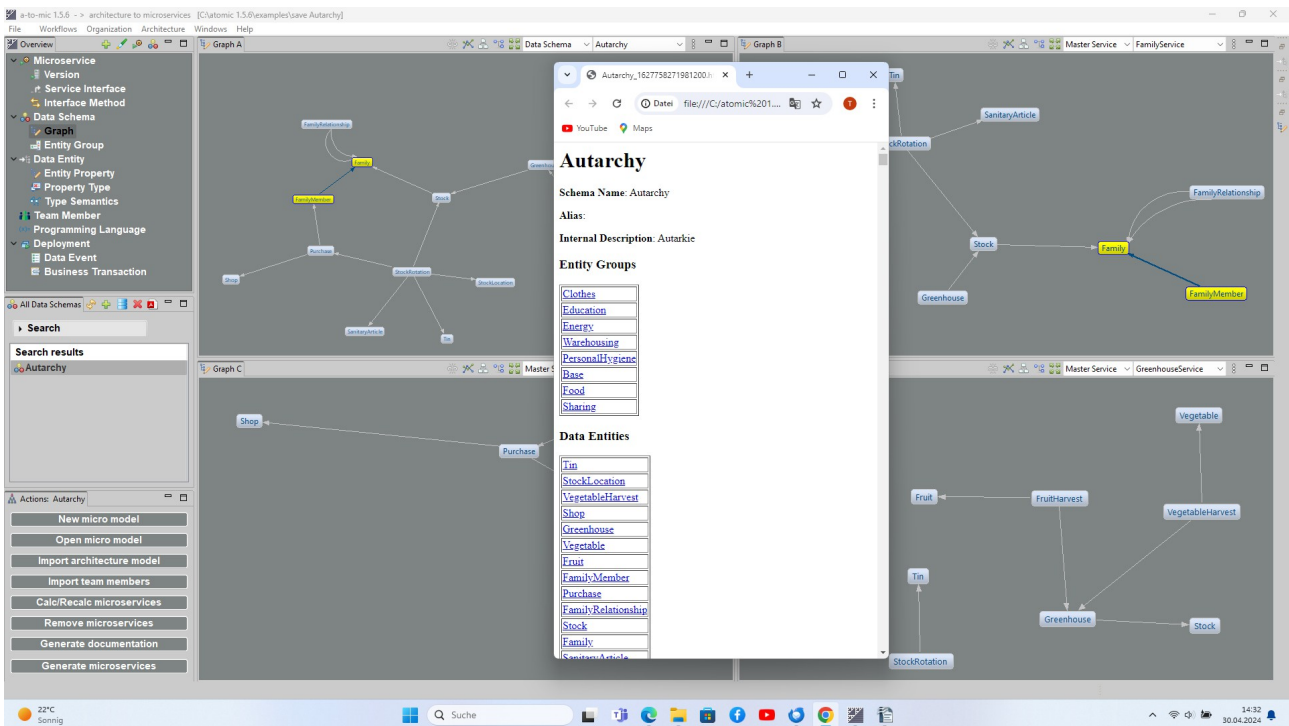 a-to-mic 1.5.6 - > architecture to microservices [C:\atomic 1.5.6\examples\save Autarchy]
File Workflows Organization Architecture Windows Help
Overview
Microservice
Version
Service Interface
Interface Method
Data Schema
Graph
Entity Group
Data Entity
Entity Property
Property Type
Type Semantics
Team Member
Programming Language
Deployment
Data Event
Business Transaction
All Data Schemas
Search
Search results
Autarchy
Actions: Autarchy
New micro model
Open micro model
Import architecture model
Import team members
Calc/Recalc microservices
Remove microservices
Generate documentation
Generate microservices
Graph A
Data Schema
Autarchy
FamilyRelationship
Family
Greenhou
FamilyMember
Stock
Purchase
StockRotation
Shop
StockLocation
SanitaryArticle
Tin
Graph B
Master Service
FamilyService
Tin
SanitaryArticle
ckRotation
FamilyRelationship
Stock
Family
Greenhouse
FamilyMember
Graph C
Master S
Shop
Purchase
Master Service
GreenhouseService
Vegetable
Fruit
FruitHarvest
VegetableHarvest
Tin
Greenhouse
Stock
StockRotation
Autarchy_1627758271981200.h
Datei file:///C:/atomic%201....
T
YouTube Maps
Autarchy
Schema Name: Autarchy
Alias:
Internal Description: Autarkie
Entity Groups
Clothes
Education
Energy
Warehousing
PersonalHygiene
Base
Food
Sharing
Data Entities
Tin
StockLocation
VegetableHarvest
Shop
Greenhouse
Vegetable
Fruit
FamilyMember
Purchase
FamilyRelationship
Stock
Family
SanitaryArticle
22°C
Sonnig
Suche
14:32
30.04.2024